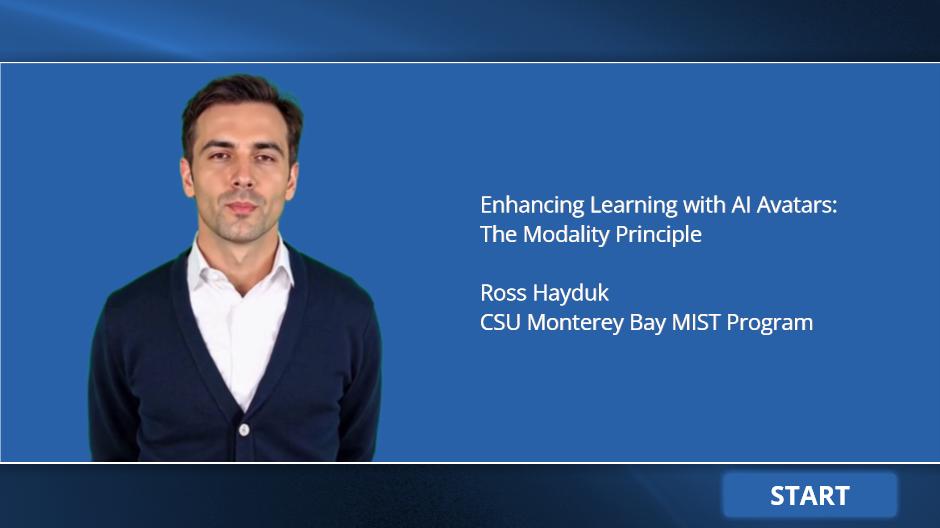 Enhancing Learning with AI Avatars:
The Modality Principle
Ross Hayduk
CSU Monterey Bay MIST Program
START